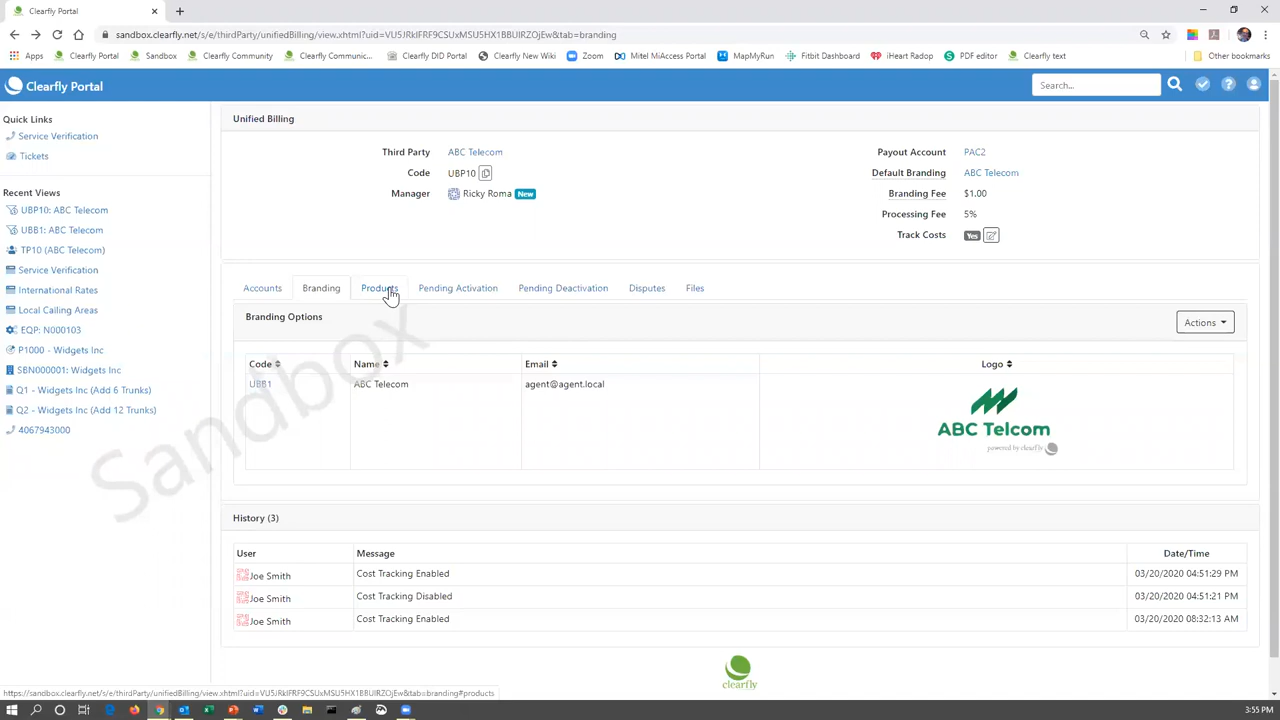 Clearfly Portal
sandbox.clearfly.net/s/e/thirdParty/unifiedBilling/view.xhtml?uid=VU5JRklFRF9CSUxMSU5HX1BBUlRZOjEw&tab=branding
Apps Clearfly Portal Sandbox Clearfly Community Clearfly Communic... Clearfly DID Portal Clearfly New Wiki Zoom Mitel MiAccess Portal MapMyRun Fitbit Dashboard iHeart Radop PDF editor Clearfly text Other bookmarks
Clearfly Portal Search...
Quick Links
Service Verification
Tickets
Recent Views
UBP10: ABC Telecom
UBB1: ABC Telecom
TP10 (ABC Telecom)
Service Verification
International Rates
Local Calling Areas
EQP: N000103
P1000 - Widgets Inc
SBN000001: Widgets Inc
Q1 - Widgets Inc (Add 6 Trunks)
Q2 - Widgets Inc (Add 12 Trunks)
4067943000
Unified Billing
Third Party ABC Telecom
Code UBP10
Manager Ricky Roma New
Payout Account PAC2
Default Branding ABC Telecom
Branding Fee $1.00
Processing Fee 5%
Track Costs Yes
Accounts Branding Products Pending Activation Pending Deactivation Disputes Files
Branding Options Actions
Code Name Email Logo
UBB1 ABC Telecom agent@agent.local
ABC Telcom
powered by clearfly
Sandbox
History (3)
User Message Date/Time
Joe Smith Cost Tracking Enabled 03/20/2020 04:51:29 PM
Joe Smith Cost Tracking Disabled 03/20/2020 04:51:21 PM
Joe Smith Cost Tracking Enabled 03/20/2020 08:32:13 AM
clearfly
https://sandbox.clearfly.net/s/e/thirdParty/unifiedBilling/view.xhtml?uid=VU5JRklFRF9CSUxMSU5HX1BBUlRZOjEw&tab=branding#products
3:55 PM